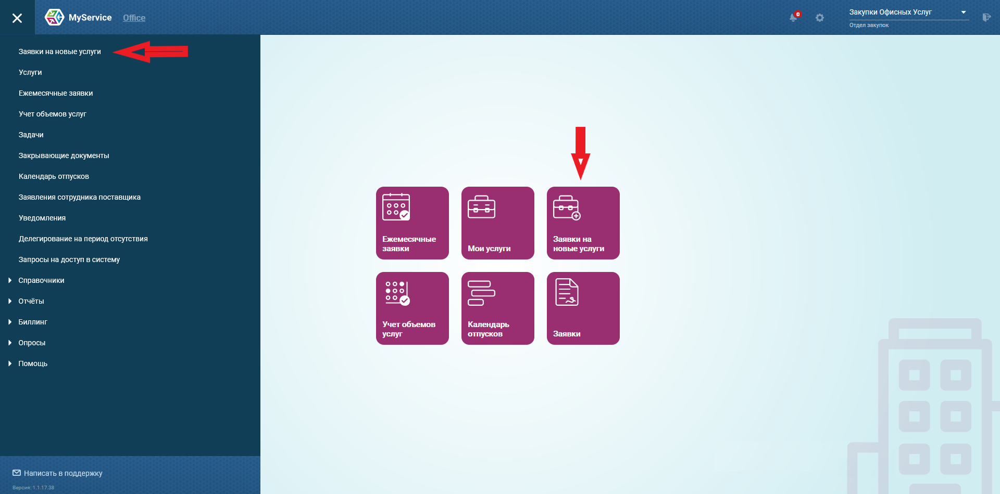 MyService Office
0
Закупки Офисных Услуг
Отдел закупок
Заявки на новые услуги
Услуги
Ежемесячные заявки
Учет объемов услуг
Задачи
Закрывающие документы
Календарь отпусков
Заявления сотрудника поставщика
Уведомления
Делегирование на период отсутствия
Запросы на доступ в систему
Справочники
Отчёты
Биллинг
Опросы
Помощь
Написать в поддержку
Версия: 1.1.17.38
Ежемесячные
заявки
Мои услуги
Заявки на
новые услуги
Учет объемов
услуг
Календарь
отпусков
Заявки